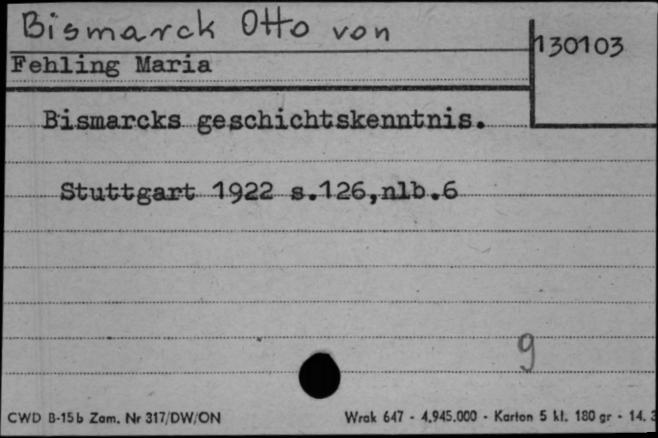 Bismarck Otto von
130103
Fehling Maria
Bismarcks geschichtskenntnis.
Stuttgart 1922 s.126,nlb.6
9
CWD B-15b Zam. Nr 317/DW/ON
Wrak 647 - 4.945.000 - Karton 5 kl. 180 gr - 14. 3